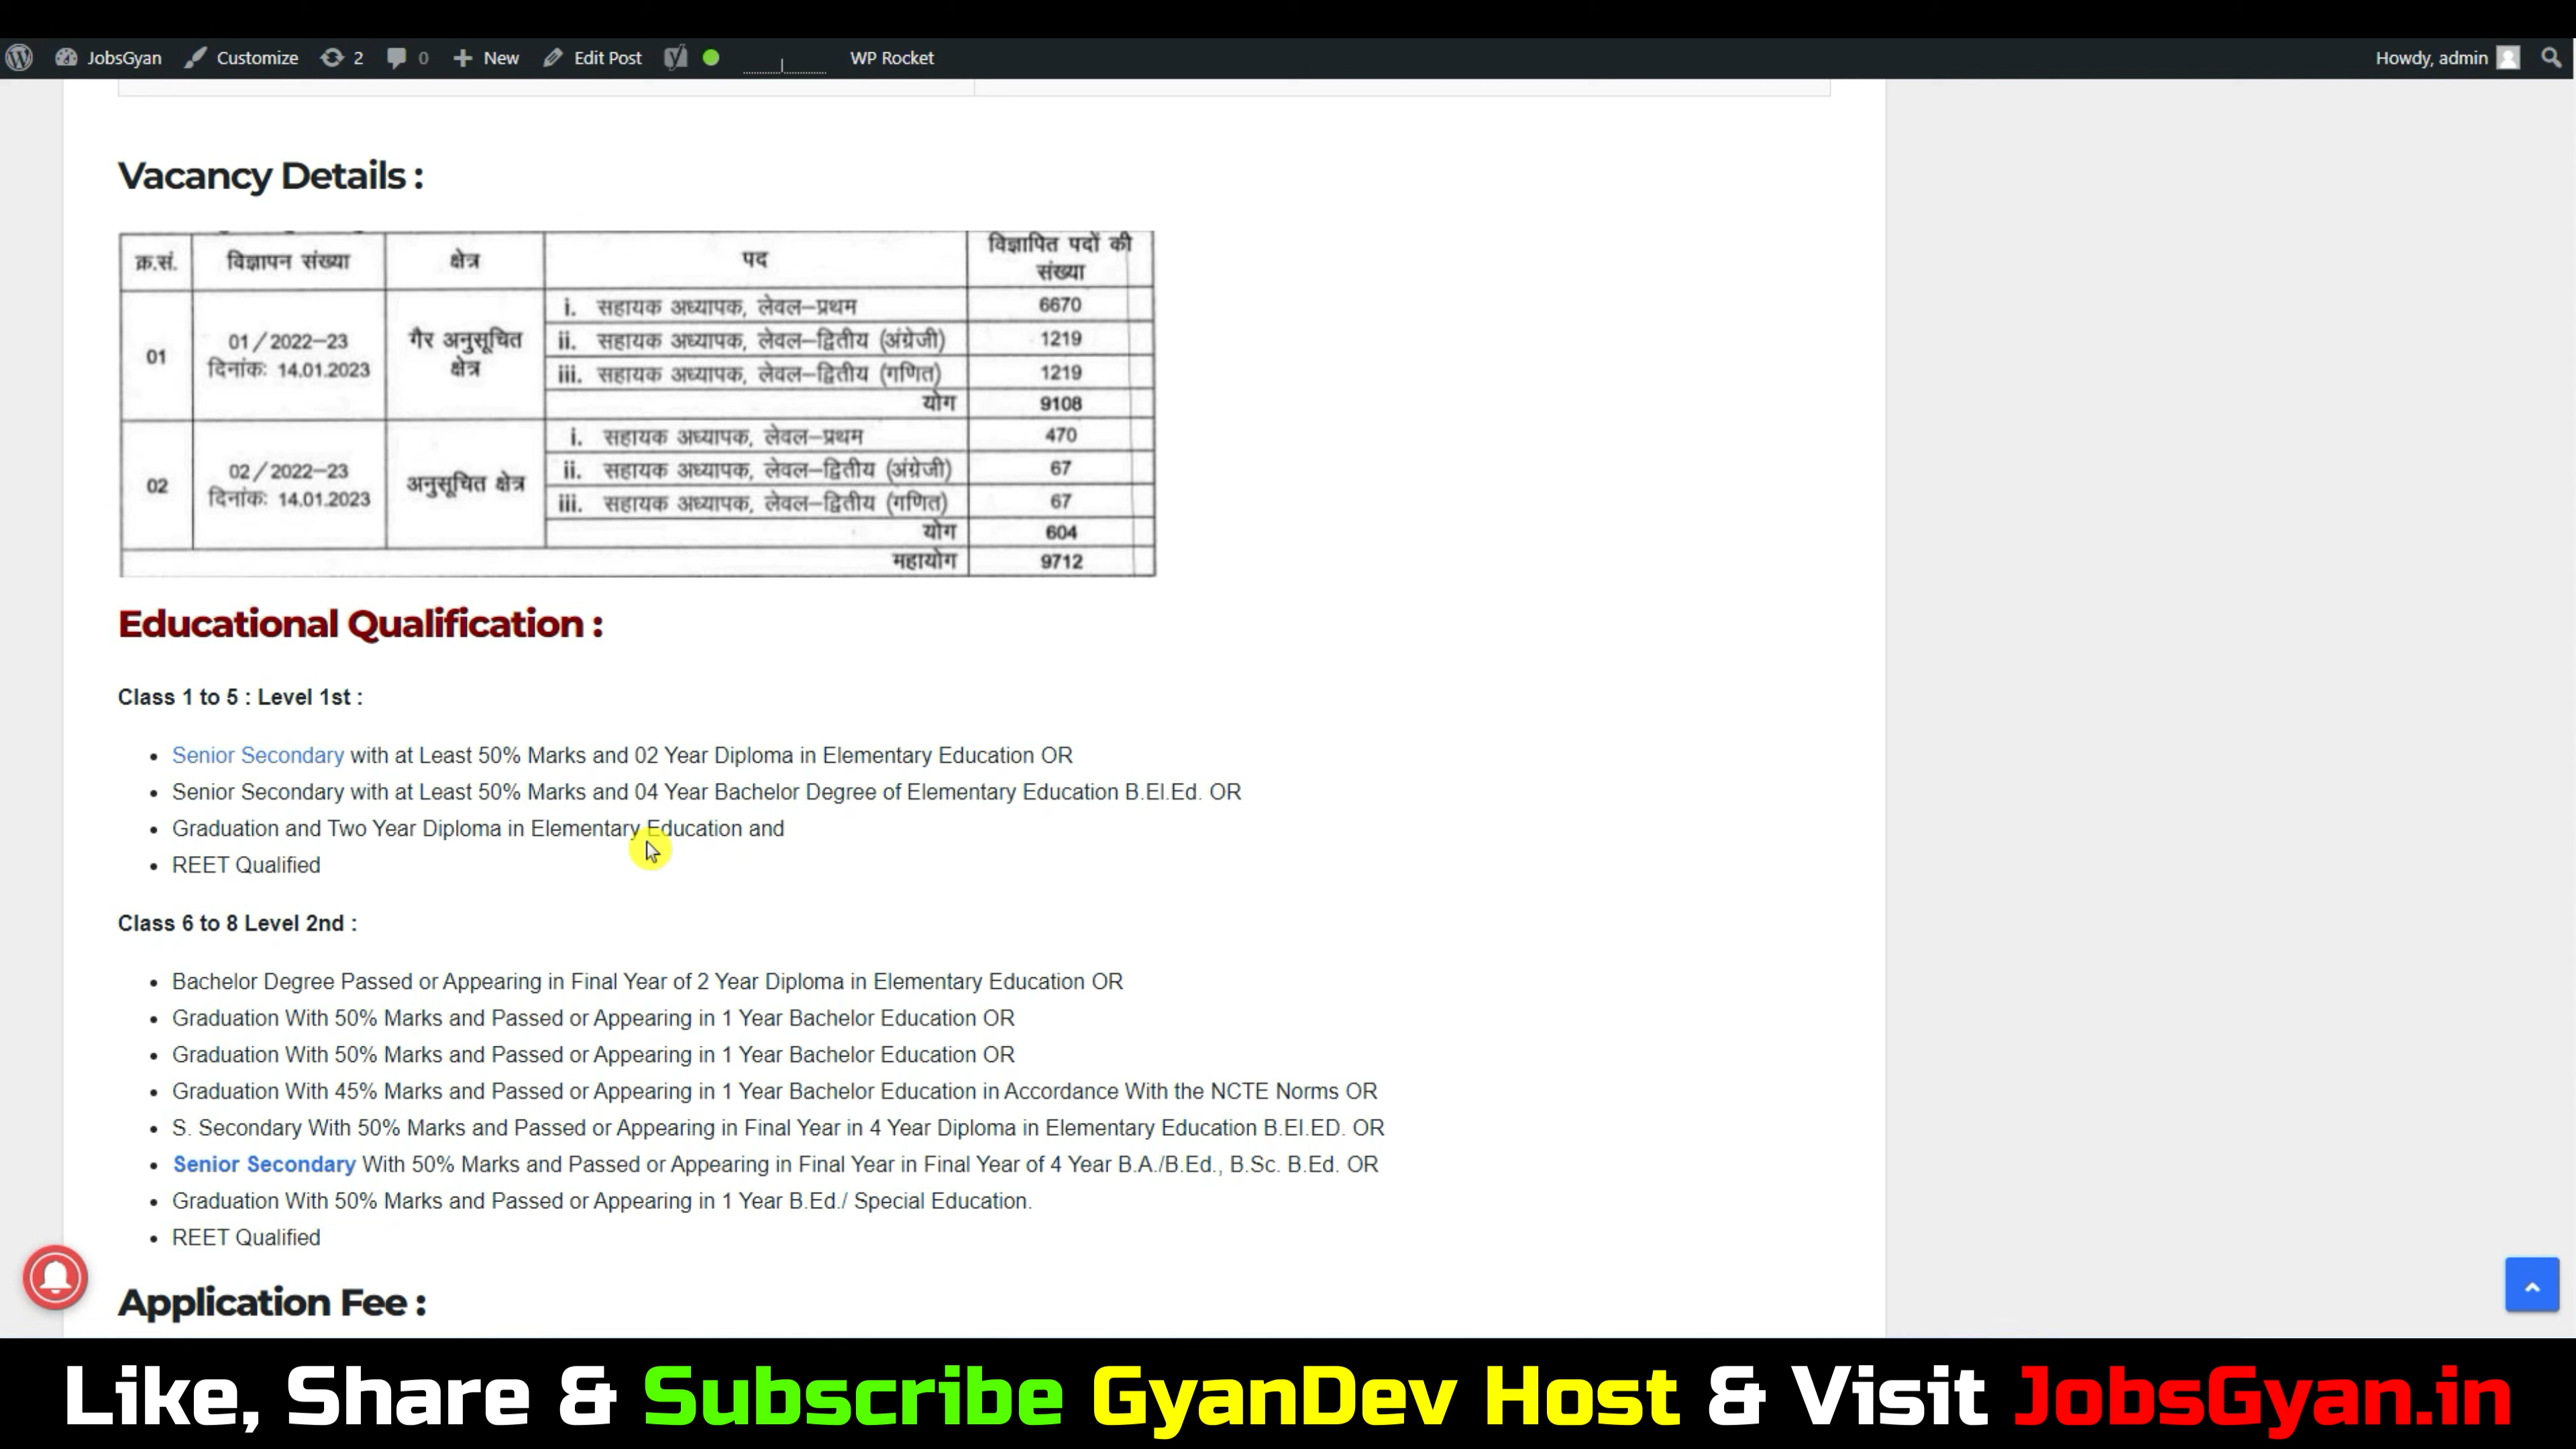 JobsGyan Customize 2 0 New Edit Post WP Rocket Howdy, admin
Vacancy Details :
क्र.सं. विज्ञापन संख्या क्षेत्र पद विज्ञापित पदों की संख्या
01 01/2022-23 दिनांकः 14.01.2023 गैर अनुसूचित क्षेत्र
i. सहायक अध्यापक, लेवल-प्रथम 6670
ii. सहायक अध्यापक, लेवल-द्वितीय (अंग्रेजी) 1219
iii. सहायक अध्यापक, लेवल-द्वितीय (गणित) 1219
योग 9108
02 02/2022-23 दिनांकः 14.01.2023 अनुसूचित क्षेत्र
i. सहायक अध्यापक, लेवल-प्रथम 470
ii. सहायक अध्यापक, लेवल-द्वितीय (अंग्रेजी) 67
iii. सहायक अध्यापक, लेवल-द्वितीय (गणित) 67
योग 604
महायोग 9712
Educational Qualification :
Class 1 to 5 : Level 1st :
• Senior Secondary with at Least 50% Marks and 02 Year Diploma in Elementary Education OR
• Senior Secondary with at Least 50% Marks and 04 Year Bachelor Degree of Elementary Education B.El.Ed. OR
• Graduation and Two Year Diploma in Elementary Education and
• REET Qualified
Class 6 to 8 Level 2nd :
• Bachelor Degree Passed or Appearing in Final Year of 2 Year Diploma in Elementary Education OR
• Graduation With 50% Marks and Passed or Appearing in 1 Year Bachelor Education OR
• Graduation With 50% Marks and Passed or Appearing in 1 Year Bachelor Education OR
• Graduation With 45% Marks and Passed or Appearing in 1 Year Bachelor Education in Accordance With the NCTE Norms OR
• S. Secondary With 50% Marks and Passed or Appearing in Final Year in 4 Year Diploma in Elementary Education B.El.ED. OR
• Senior Secondary With 50% Marks and Passed or Appearing in Final Year in Final Year of 4 Year B.A./B.Ed., B.Sc. B.Ed. OR
• Graduation With 50% Marks and Passed or Appearing in 1 Year B.Ed./ Special Education.
• REET Qualified
Application Fee :
Like, Share & Subscribe GyanDev Host & Visit JobsGyan.in